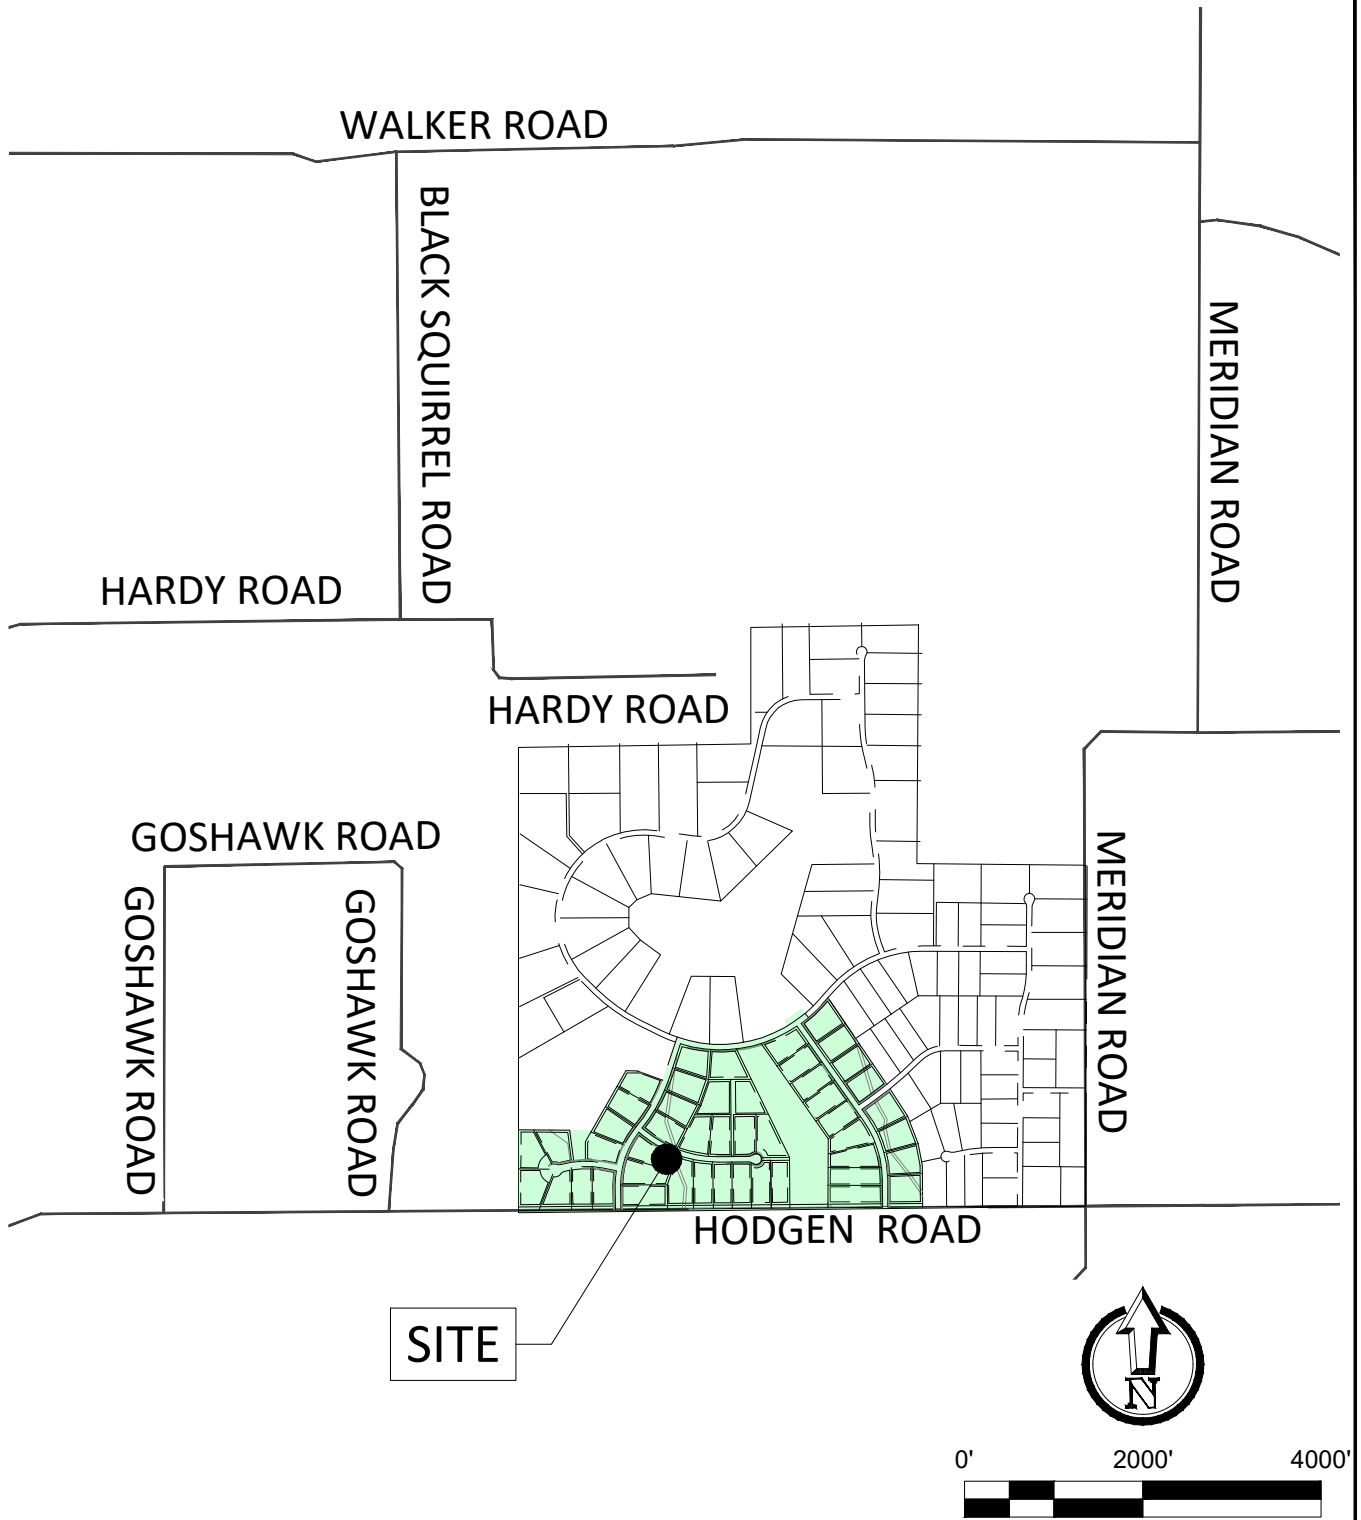 WALKER ROAD
BLACK SQUIRREL ROAD
MERIDIAN ROAD
HARDY ROAD
HARDY ROAD
GOSHAWK ROAD
GOSHAWK ROAD
GOSHAWK ROAD
MERIDIAN ROAD
HODGEN ROAD
SITE
N
0' 2000' 4000'